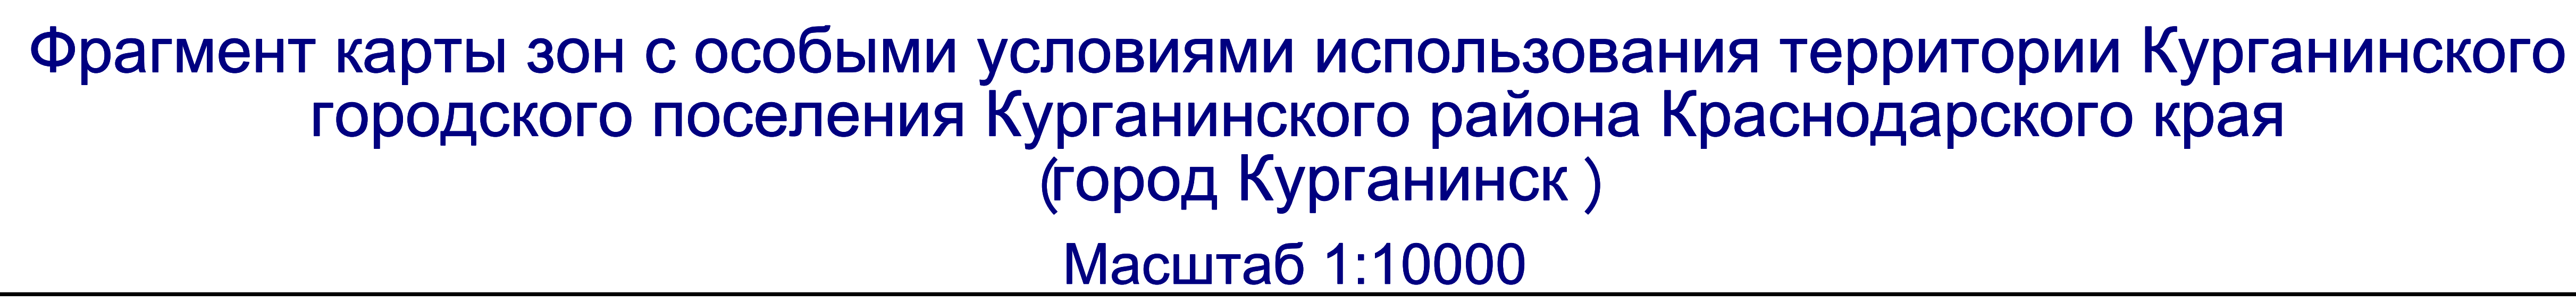 Фрагмент карты зон с особыми условиями использования территории Курганинского
городского поселения Курганинского района Краснодарского края
(город Курганинск )
Масштаб 1:10000